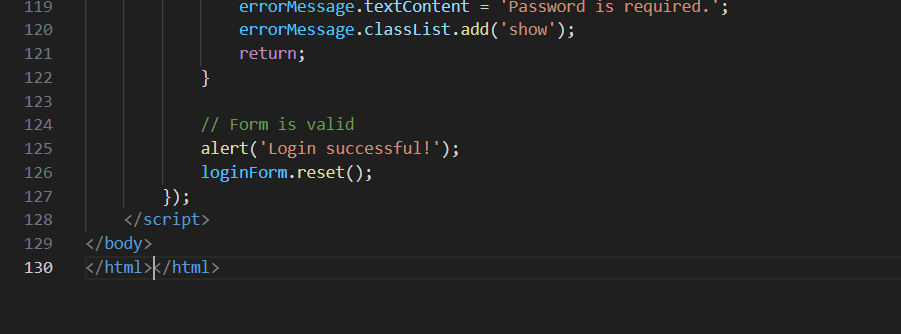 119 errorMessage.textContent = 'Password is required.';
120 errorMessage.classList.add('show');
121 return;
122 }
123
124 // Form is valid
125 alert('Login successful!');
126 loginForm.reset();
127 });
128 </script>
129 </body>
130 </html></html>